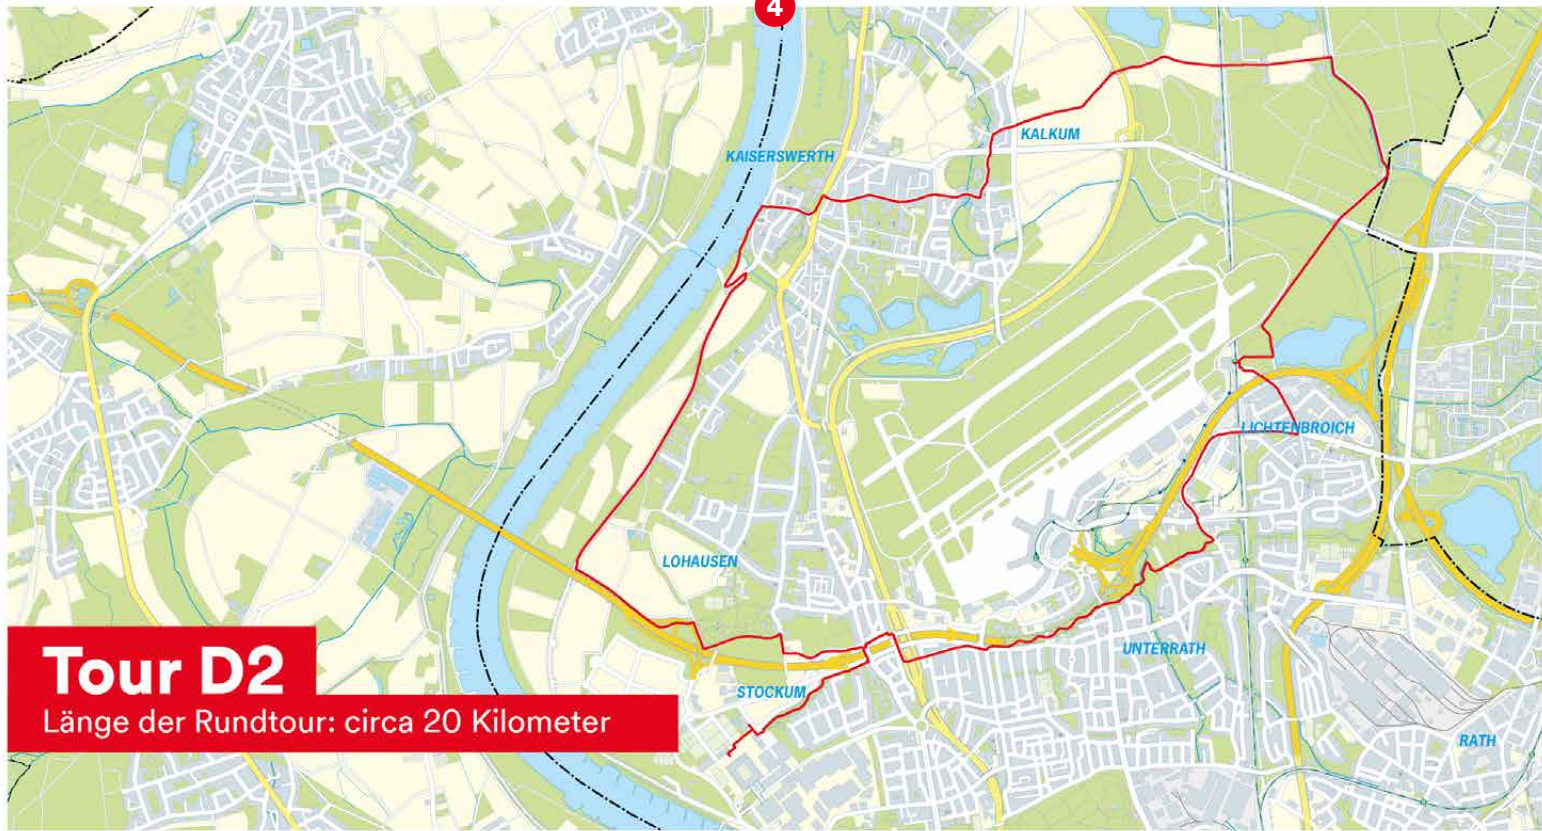 4
KALKUM
KAISERSWERTH
LICHTENBROICH
LOHAUSEN
UNTERRATH
STOCKUM
RATH
Tour D2
Länge der Rundtour: circa 20 Kilometer